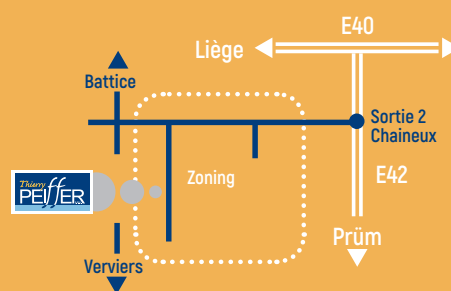 E40
Liège
Battice
Sortie 2
Chaineux
Zoning
E42
Thierry
PEIFFER
Prüm
Verviers